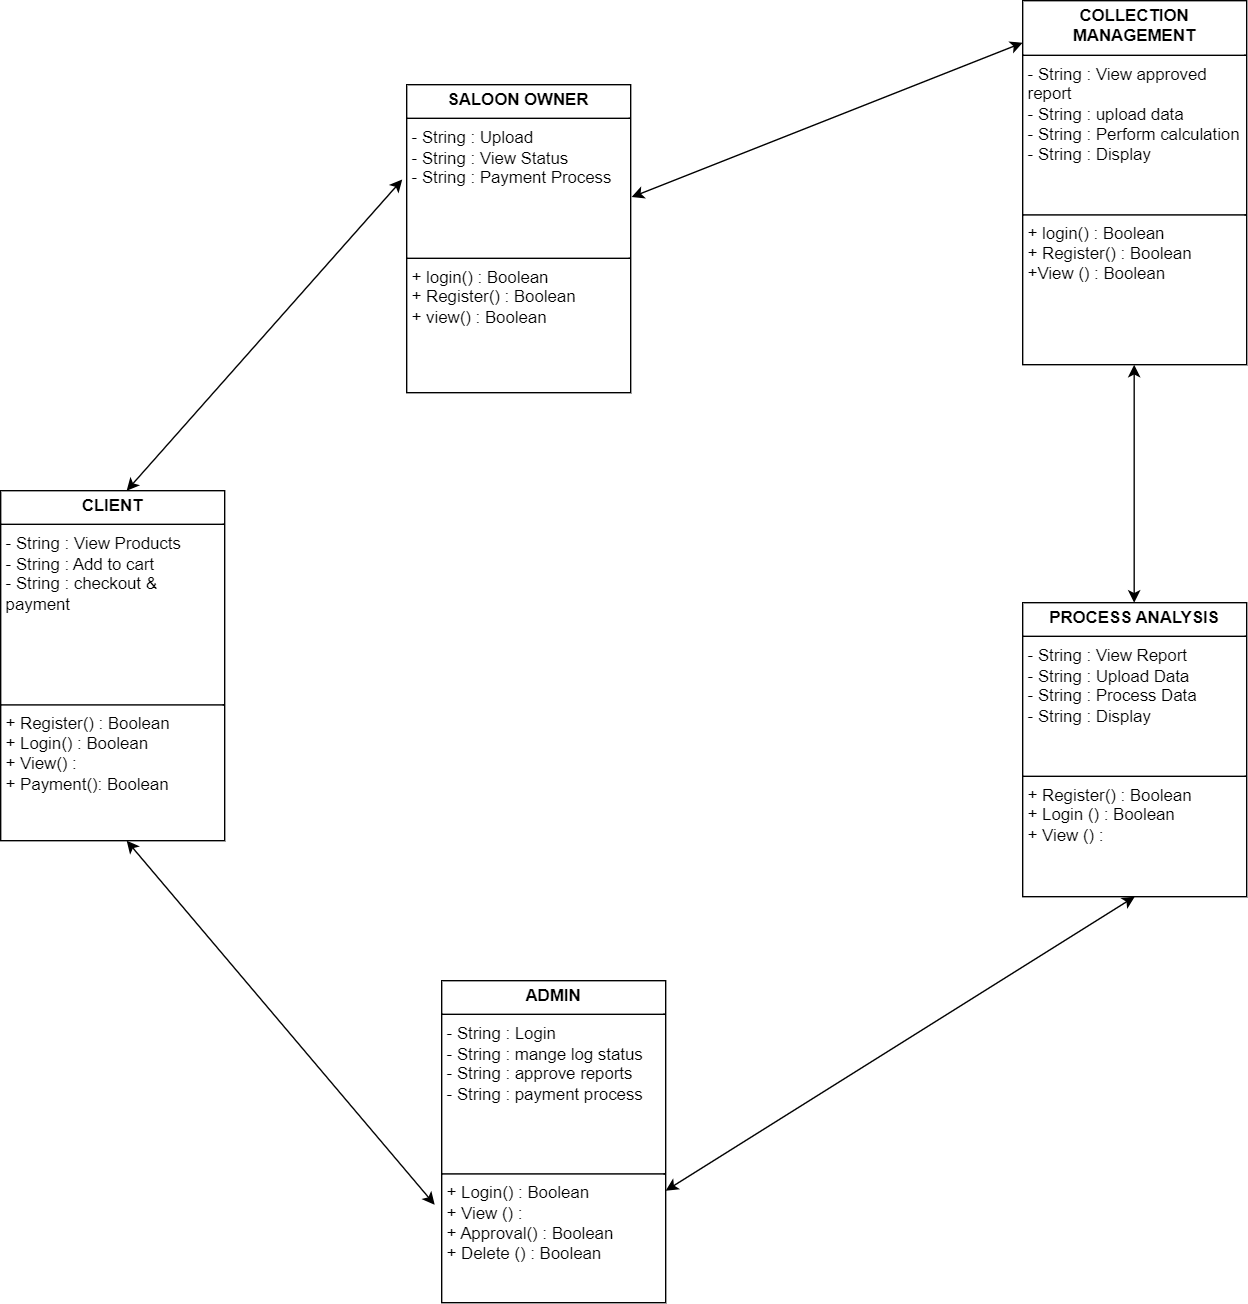 COLLECTION
MANAGEMENT
- String : View approved
report
- String : upload data
- String : Perform calculation
- String : Display
+ login() : Boolean
+ Register() : Boolean
+View () : Boolean
SALOON OWNER
- String : Upload
- String : View Status
- String : Payment Process
+ login() : Boolean
+ Register() : Boolean
+ view() : Boolean
CLIENT
- String : View Products
- String : Add to cart
- String : checkout &
payment
+ Register() : Boolean
+ Login() : Boolean
+ View() :
+ Payment(): Boolean
PROCESS ANALYSIS
- String : View Report
- String : Upload Data
- String : Process Data
- String : Display
+ Register() : Boolean
+ Login () : Boolean
+ View () :
ADMIN
- String : Login
- String : mange log status
- String : approve reports
- String : payment process
+ Login() : Boolean
+ View () :
+ Approval() : Boolean
+ Delete () : Boolean